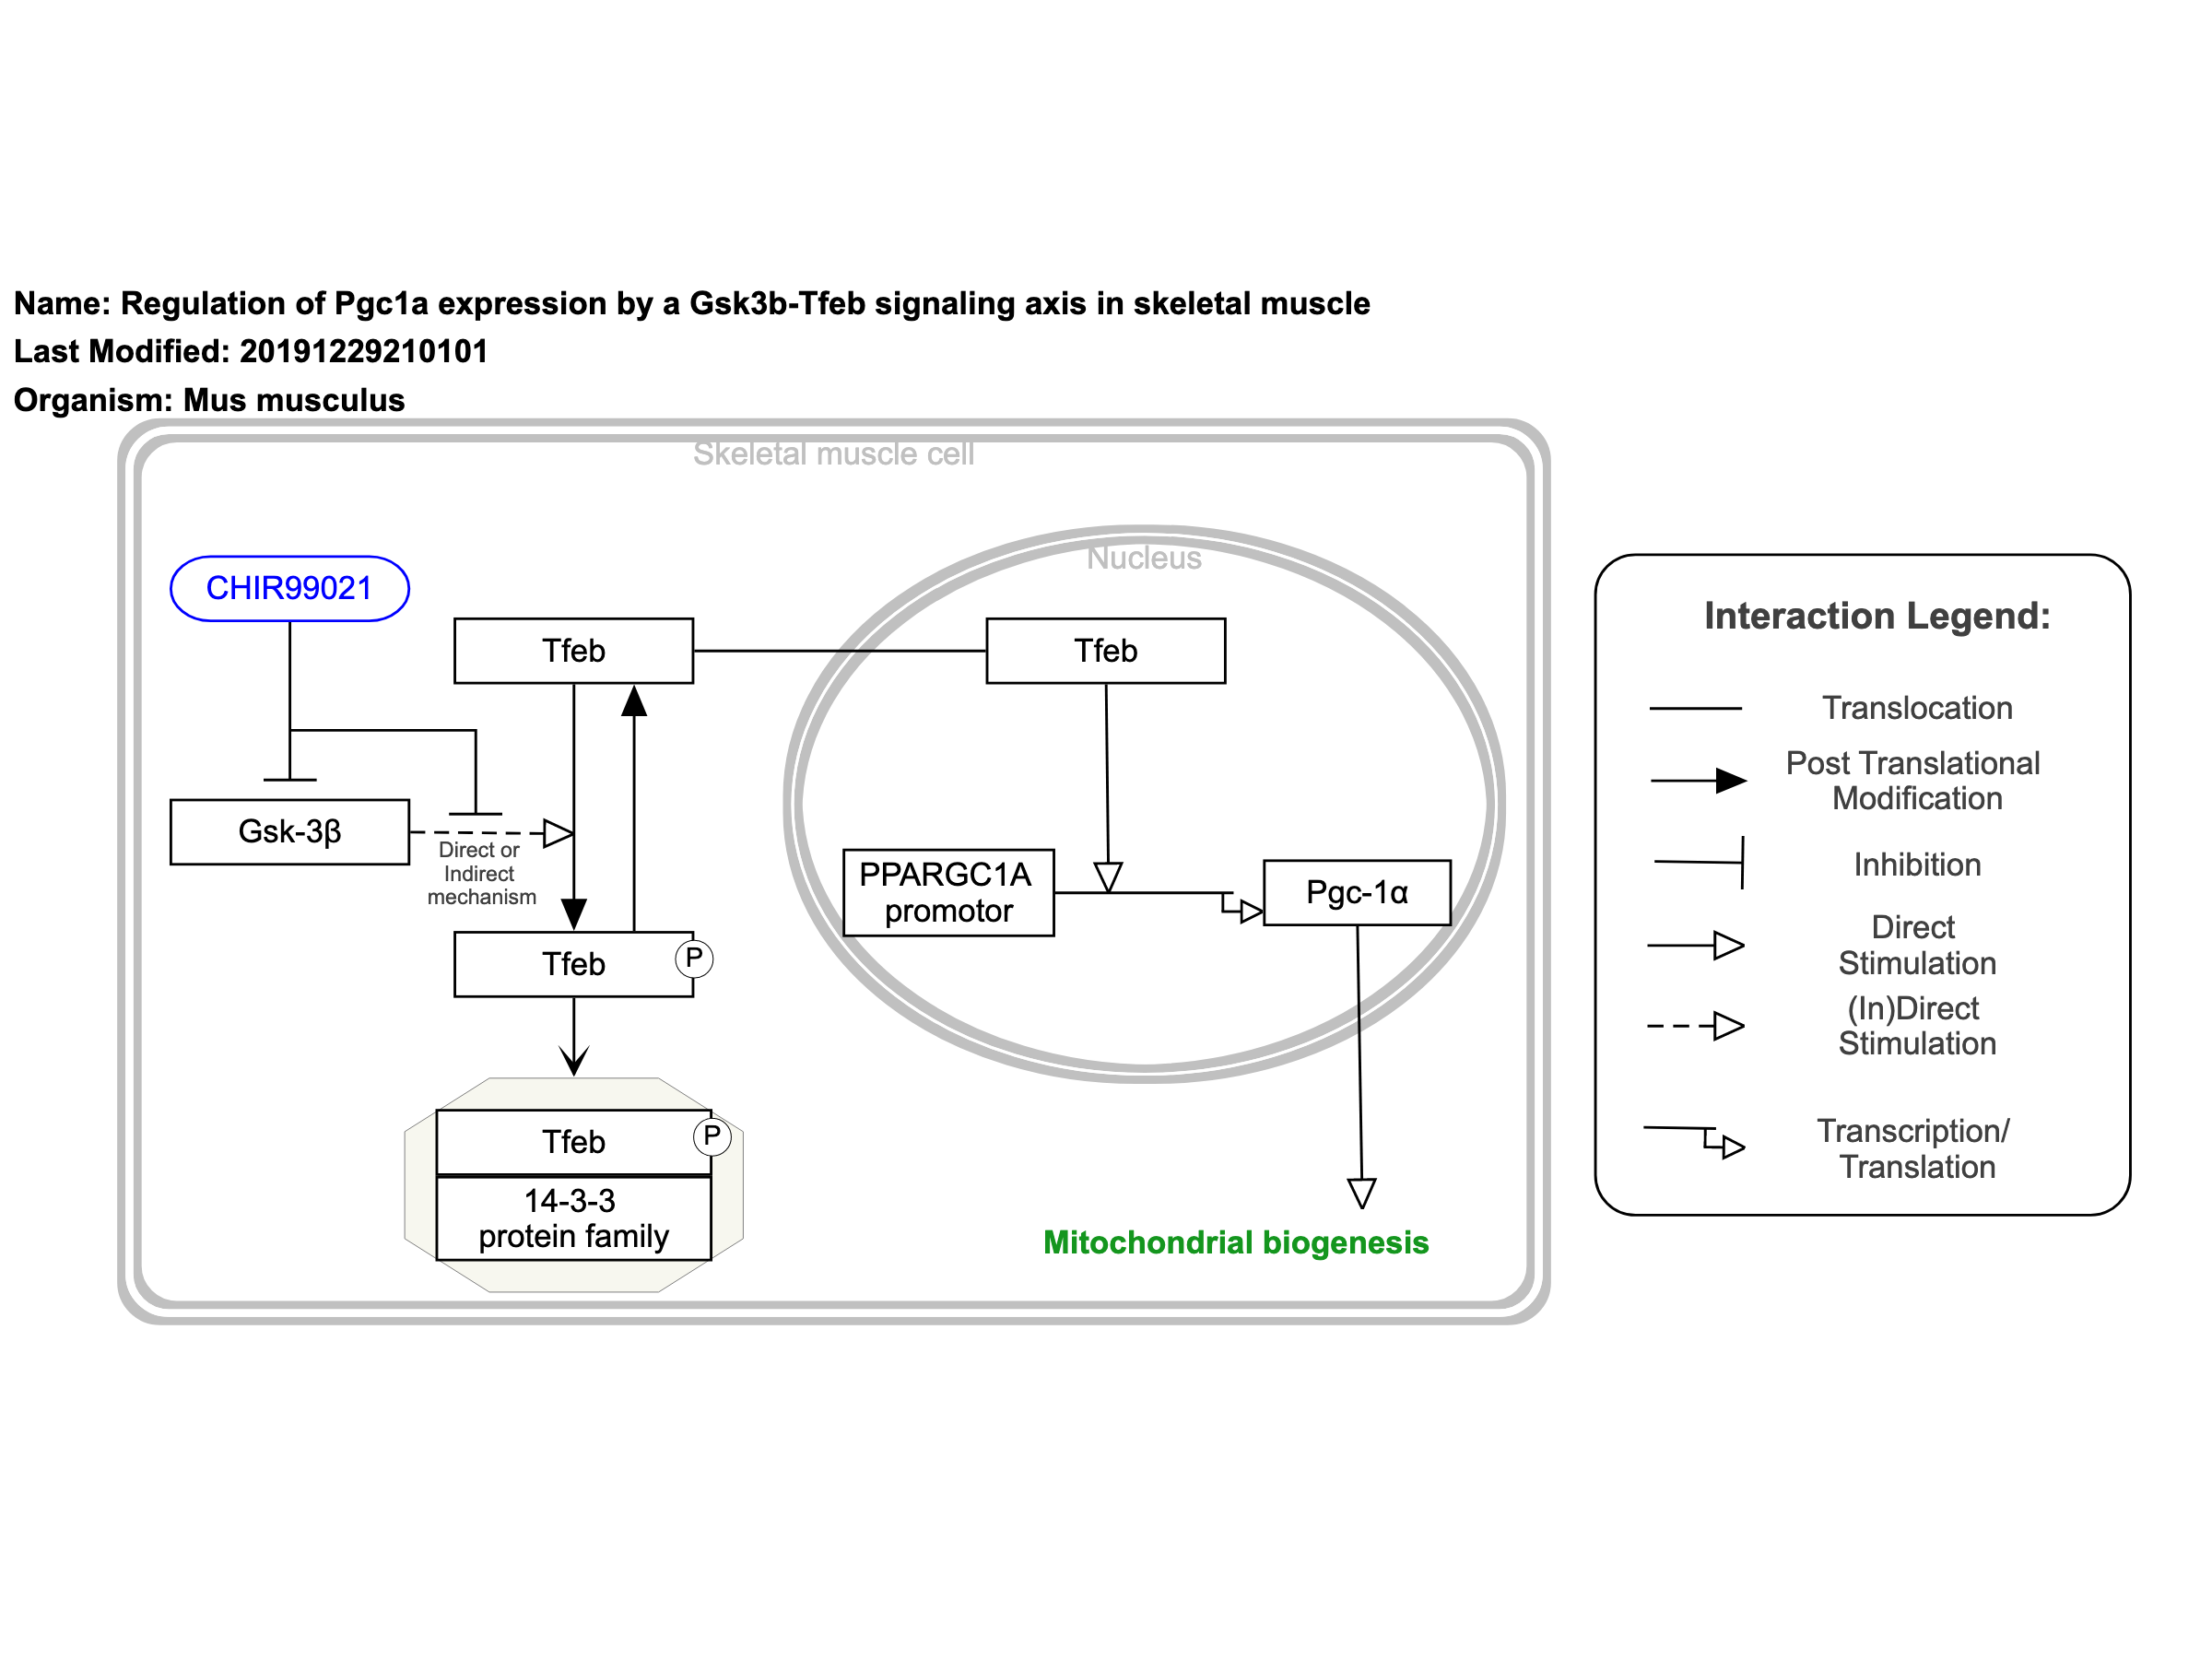 Name: Regulation of Pgc1a expression by a Gsk3b-Tfeb signaling axis in skeletal muscle
Last Modified: 20191229210101
Organism: Mus musculus
Skeletal muscle cell
Nucleus
CHIR99021
Tfeb
Tfeb
Gsk-3β
Direct or
Indirect
mechanism
PPARGC1A
promotor
Pgc-1α
Tfeb
P
Tfeb
P
14-3-3
protein family
Mitochondrial biogenesis
Interaction Legend:
Translocation
Post Translational
Modification
Inhibition
Direct
Stimulation
(In)Direct
Stimulation
Transcription/
Translation